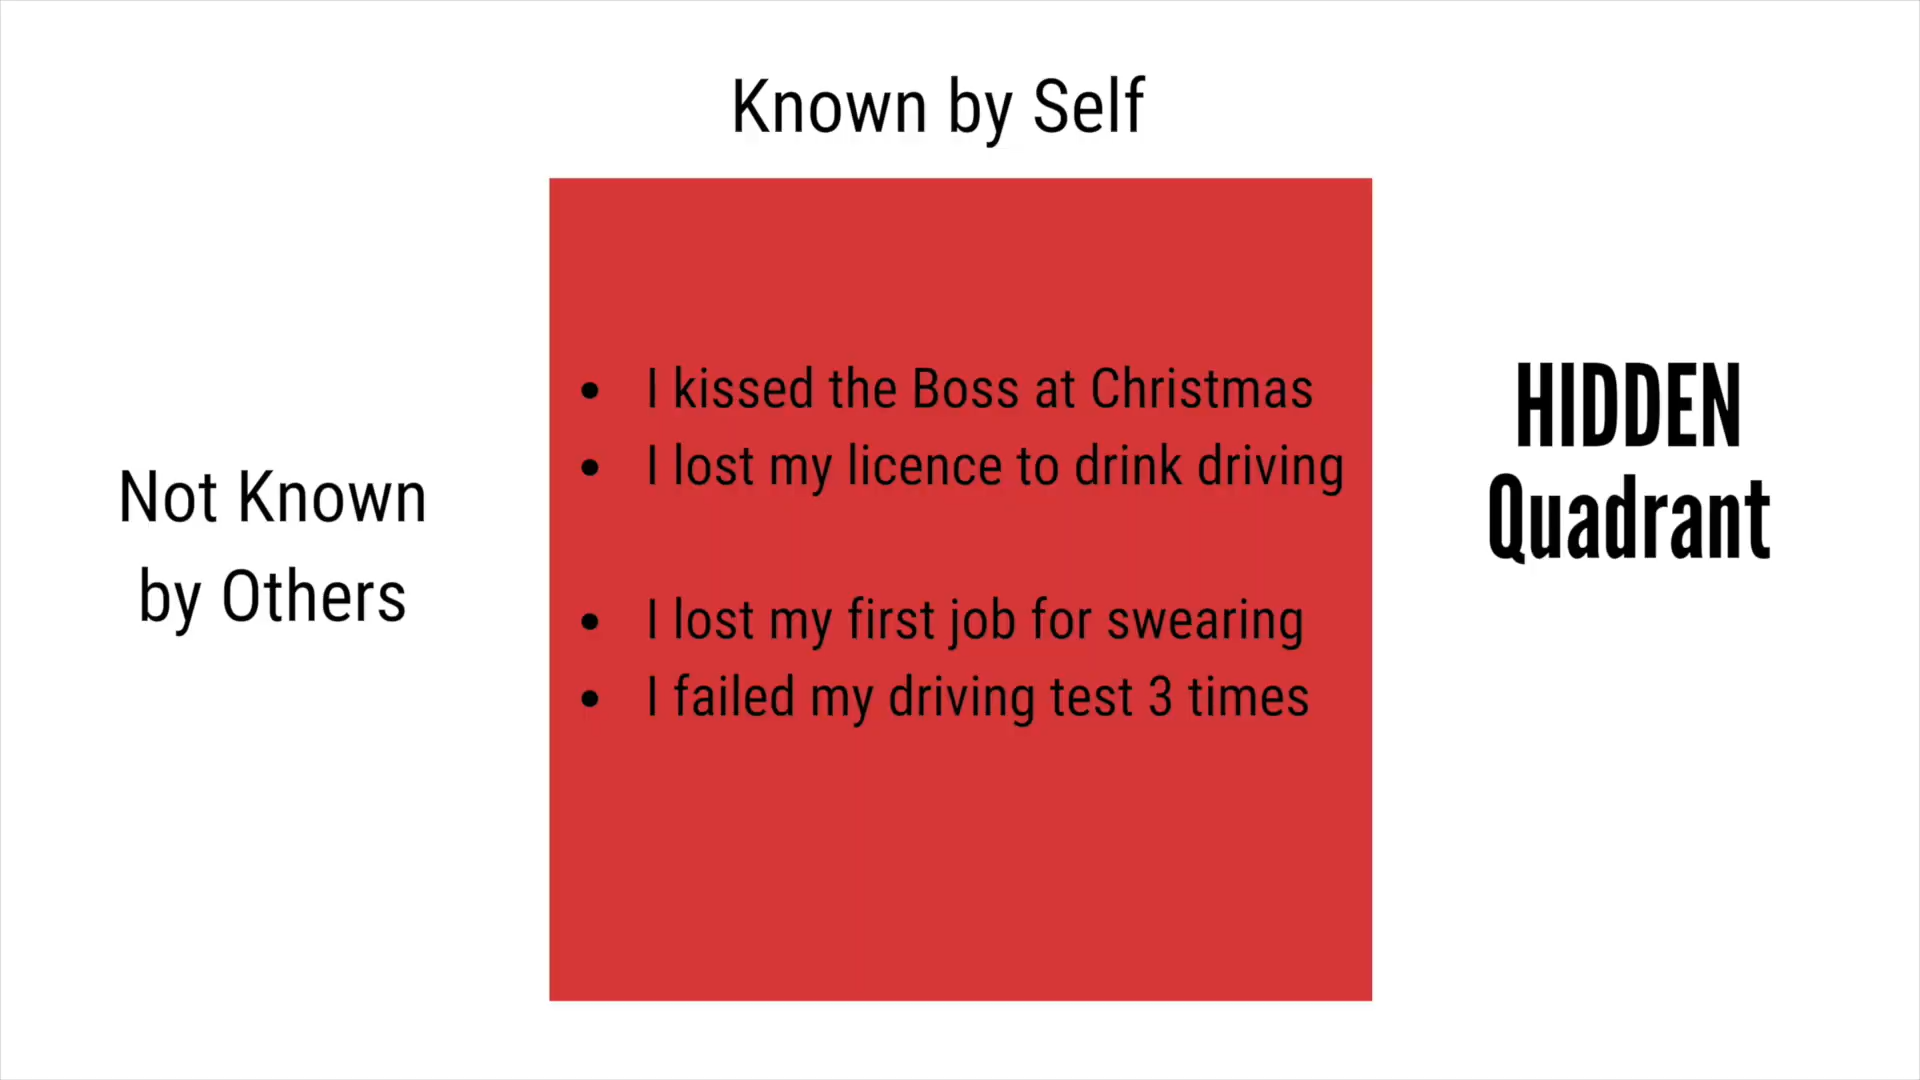 Known by Self
Not Known
by Others
• I kissed the Boss at Christmas
• I lost my licence to drink driving
• I lost my first job for swearing
• I failed my driving test 3 times
HIDDEN
Quadrant